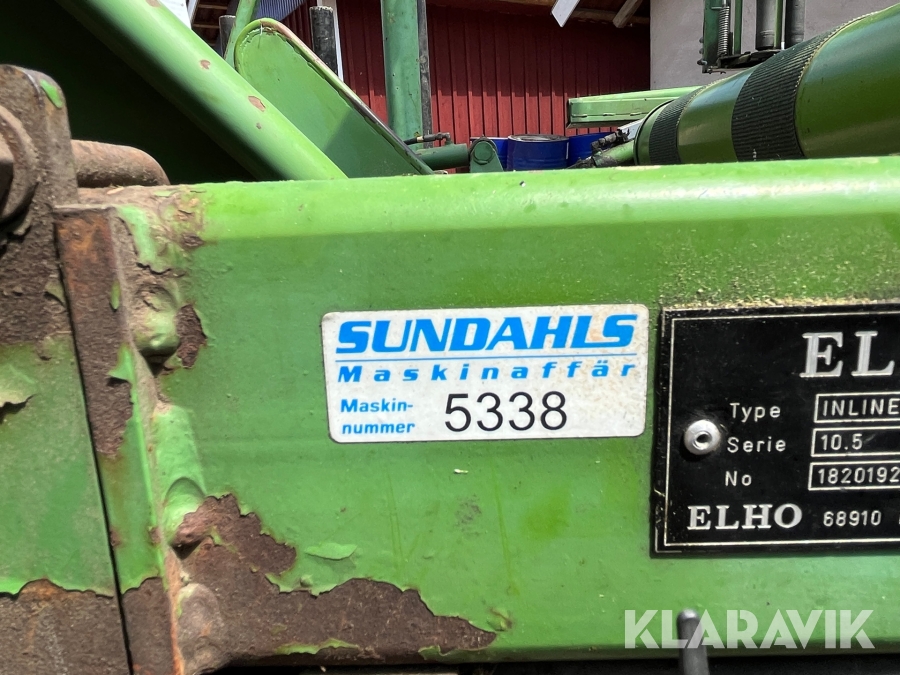 SUNDAHLS
Maskinaffär
Maskin-
nummer 5338
EL
Type INLINE
Serie 10.5
No 1820192
ELHO 68910
KLARAVIK